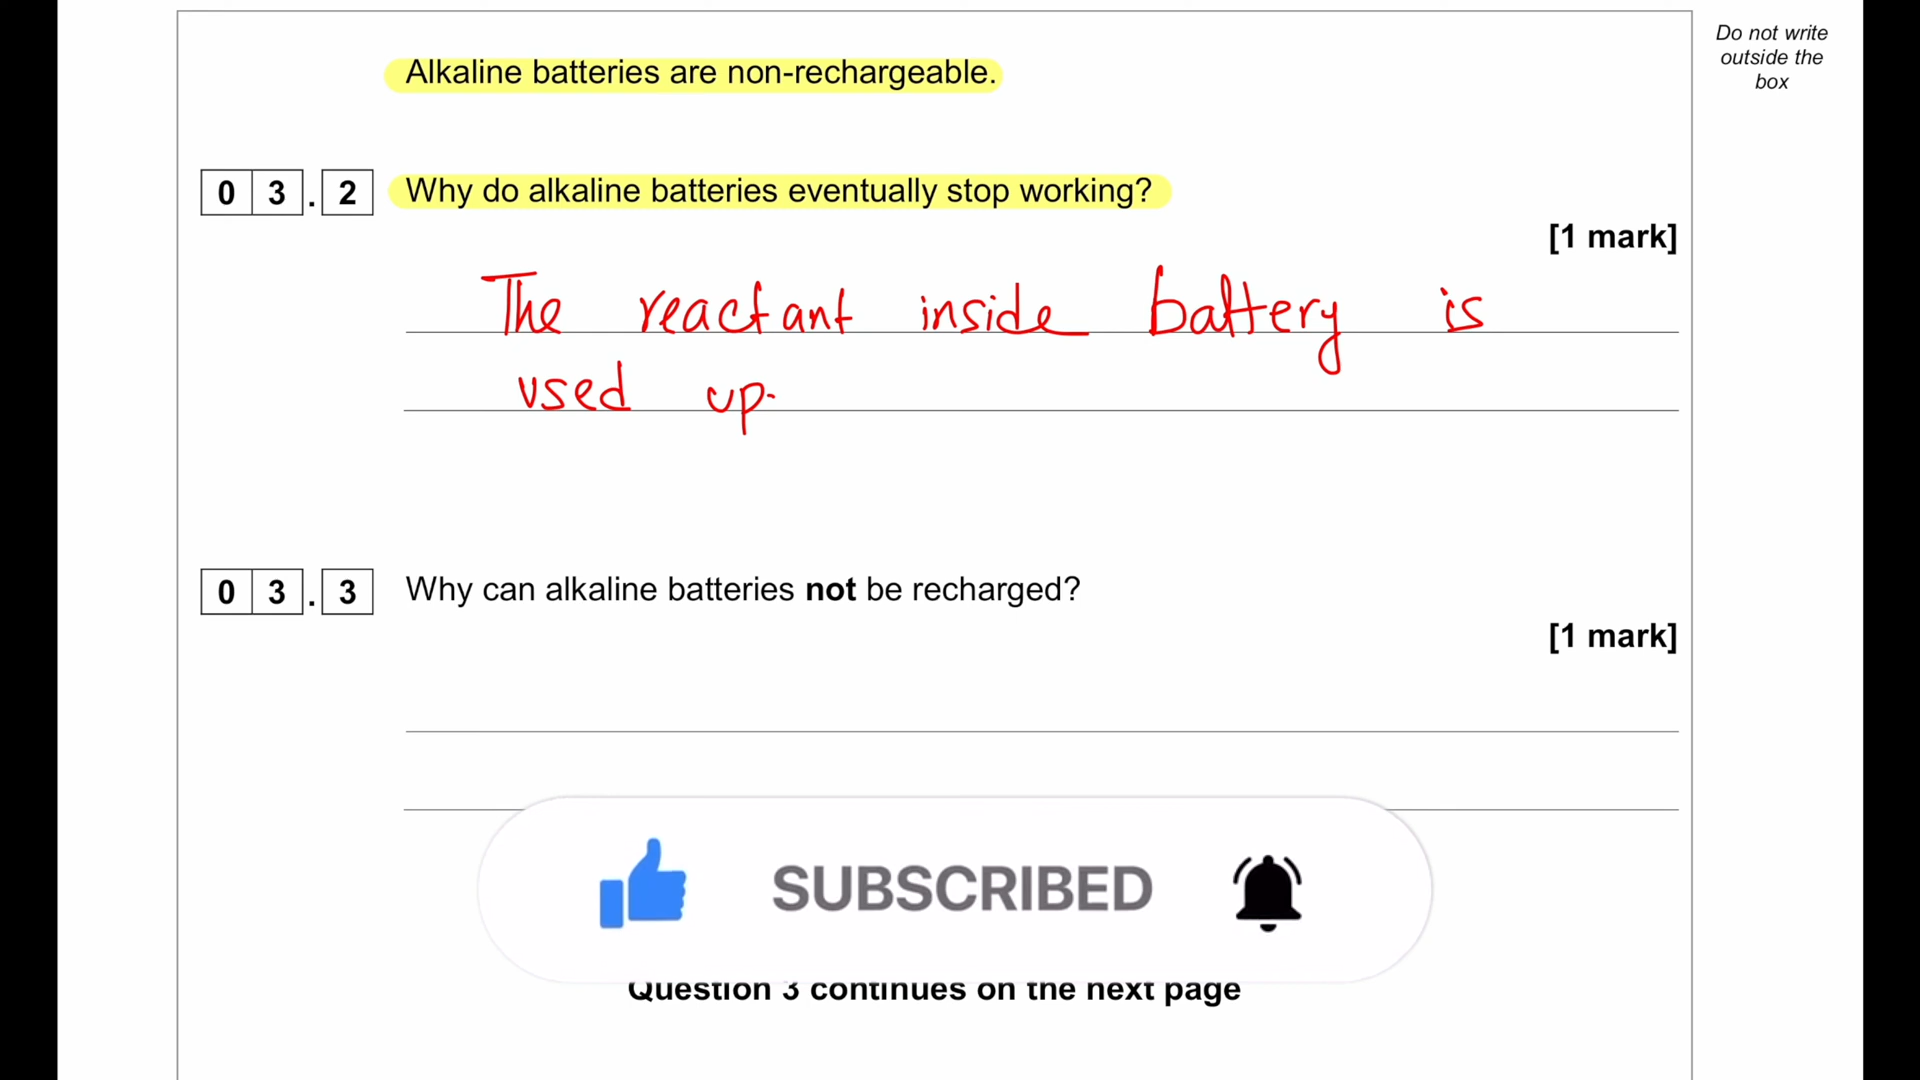 Do not write
outside the
box
Alkaline batteries are non-rechargeable.
0 3 . 2 Why do alkaline batteries eventually stop working?
[1 mark]
The reactant inside battery is
used up.
0 3 . 3 Why can alkaline batteries not be recharged?
[1 mark]
SUBSCRIBED
Question 3 continues on the next page